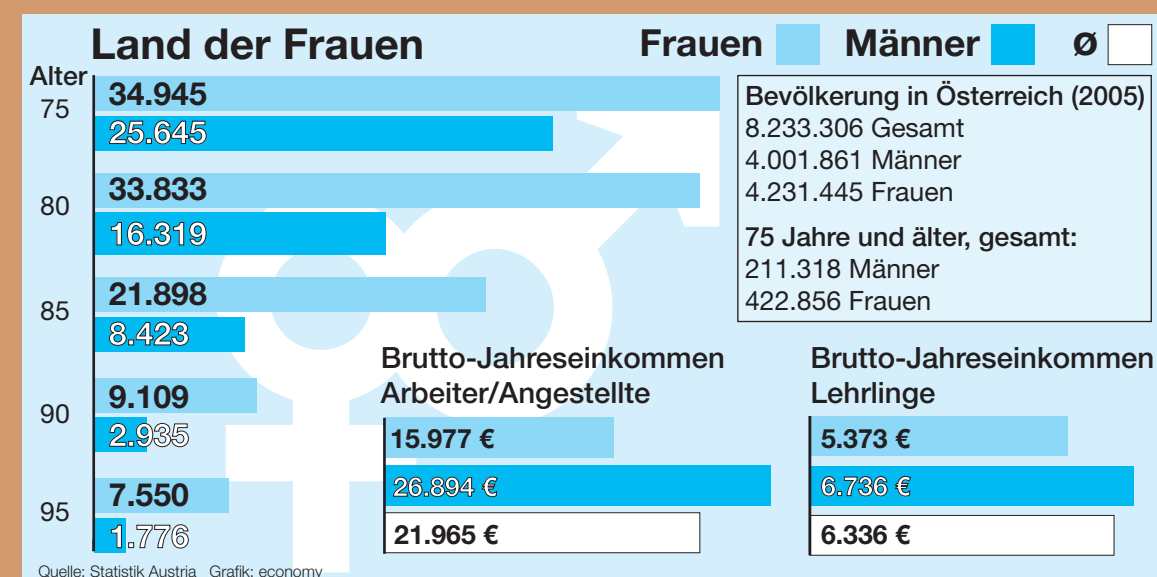 Land der Frauen
Frauen Männer ø
Alter
75
34.945
25.645
80
33.833
16.319
85
21.898
8.423
90
9.109
2.935
95
7.550
1.776
Bevölkerung in Österreich (2005)
8.233.306 Gesamt
4.001.861 Männer
4.231.445 Frauen
75 Jahre und älter, gesamt:
211.318 Männer
422.856 Frauen
Brutto-Jahreseinkommen
Arbeiter/Angestellte
15.977 €
26.894 €
21.965 €
Brutto-Jahreseinkommen
Lehrlinge
5.373 €
6.736 €
6.336 €
Quelle: Statistik Austria Grafik: economy